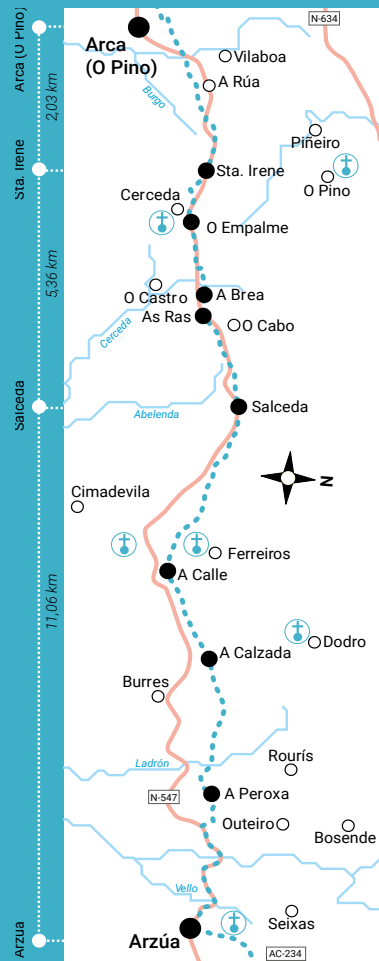 Arca (O Pino)
2,03 km
Sta. Irene
5,36 km
Salceda
11,06 km
Arzua
N-634
Arca
(O Pino)
Vilaboa
A Rúa
Burgo
Piñeiro
Sta. Irene
O Pino
Cerceda
O Empalme
O Castro
A Brea
As Ras
O Cabo
Cerceda
Salceda
Abelenda
N
Cimadevila
Ferreiros
A Calle
Dodro
A Calzada
Burres
Ladrón
Rourís
N-547
A Peroxa
Outeiro
Bosende
Vello
Seixas
Arzúa
AC-234